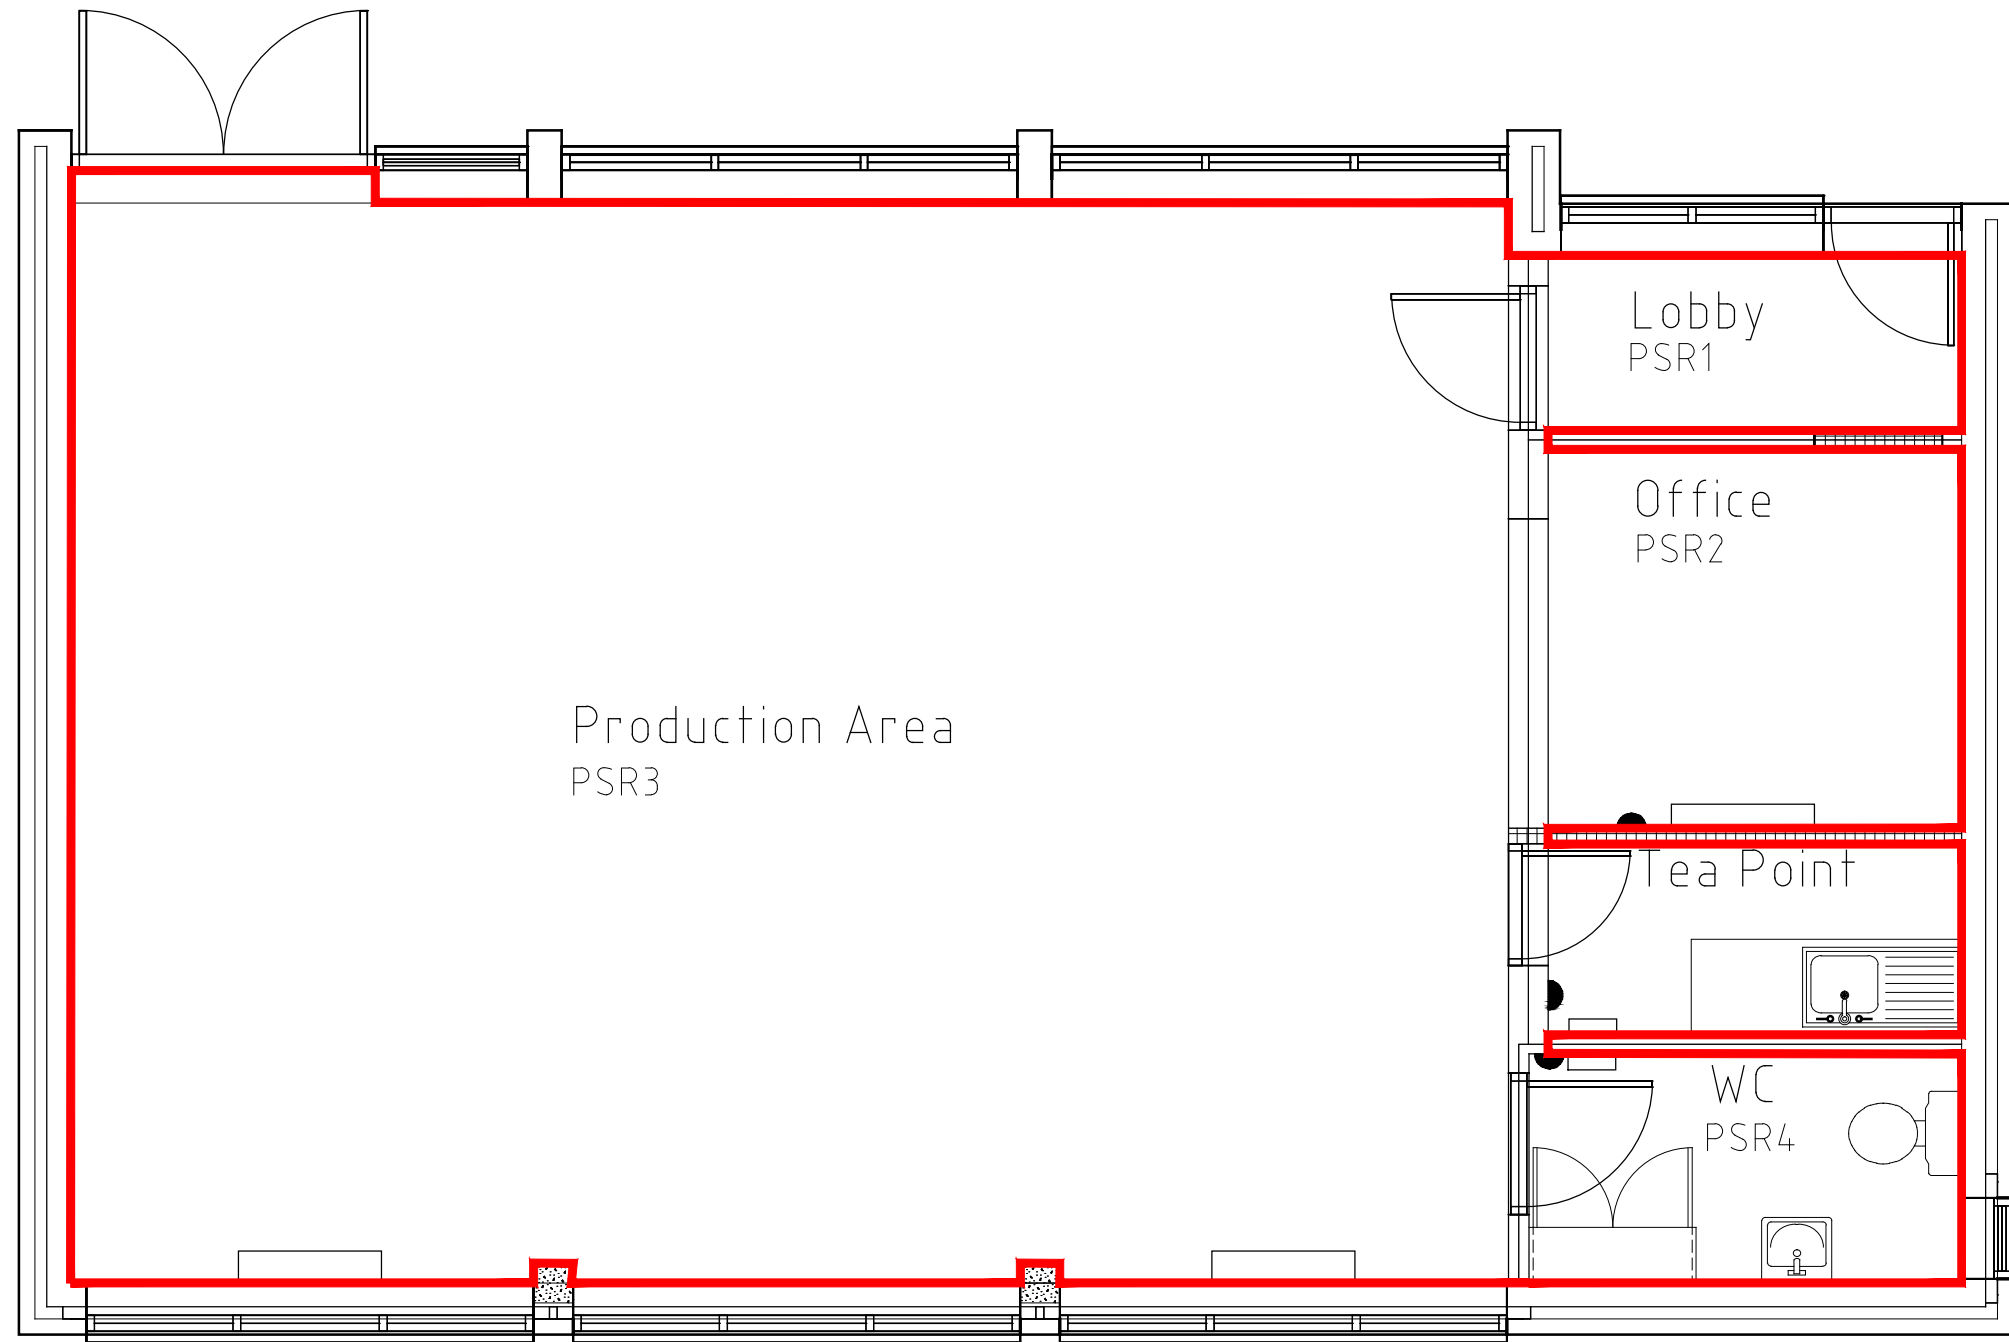 Lobby
PSR1
Office
PSR2
Production Area
PSR3
Tea Point
WC
PSR4